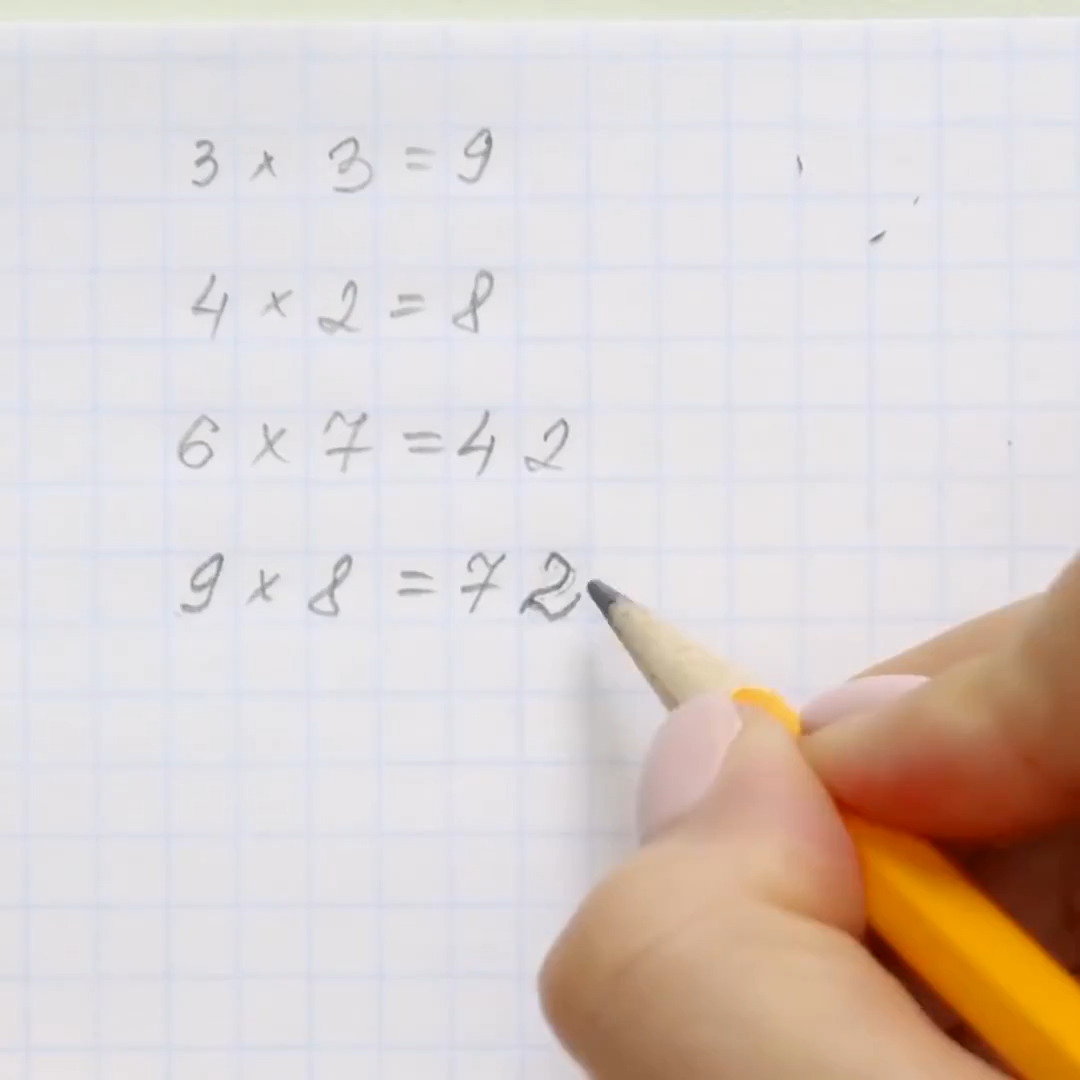 3 × 3 = 9
4 × 2 = 8
6 × 7 = 42
9 × 8 = 72